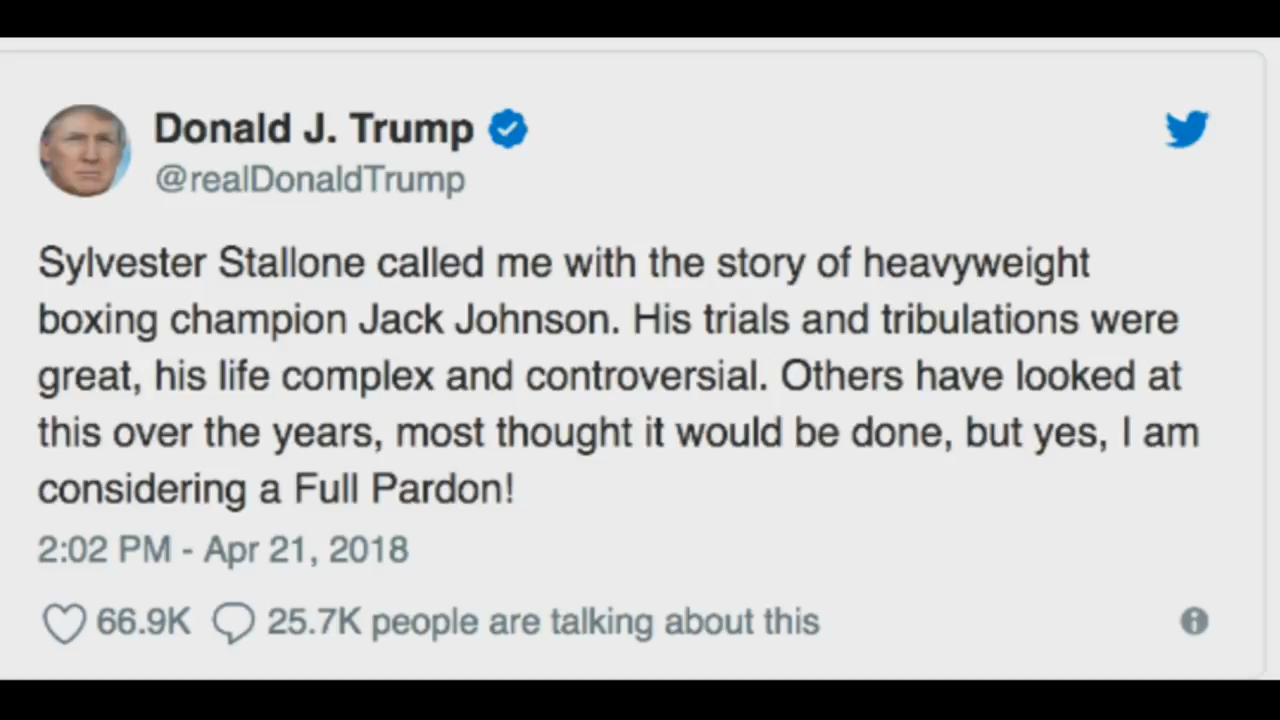 Donald J. Trump
@realDonaldTrump
Sylvester Stallone called me with the story of heavyweight
boxing champion Jack Johnson. His trials and tribulations were
great, his life complex and controversial. Others have looked at
this over the years, most thought it would be done, but yes, I am
considering a Full Pardon!
2:02 PM - Apr 21, 2018
66.9K 25.7K people are talking about this